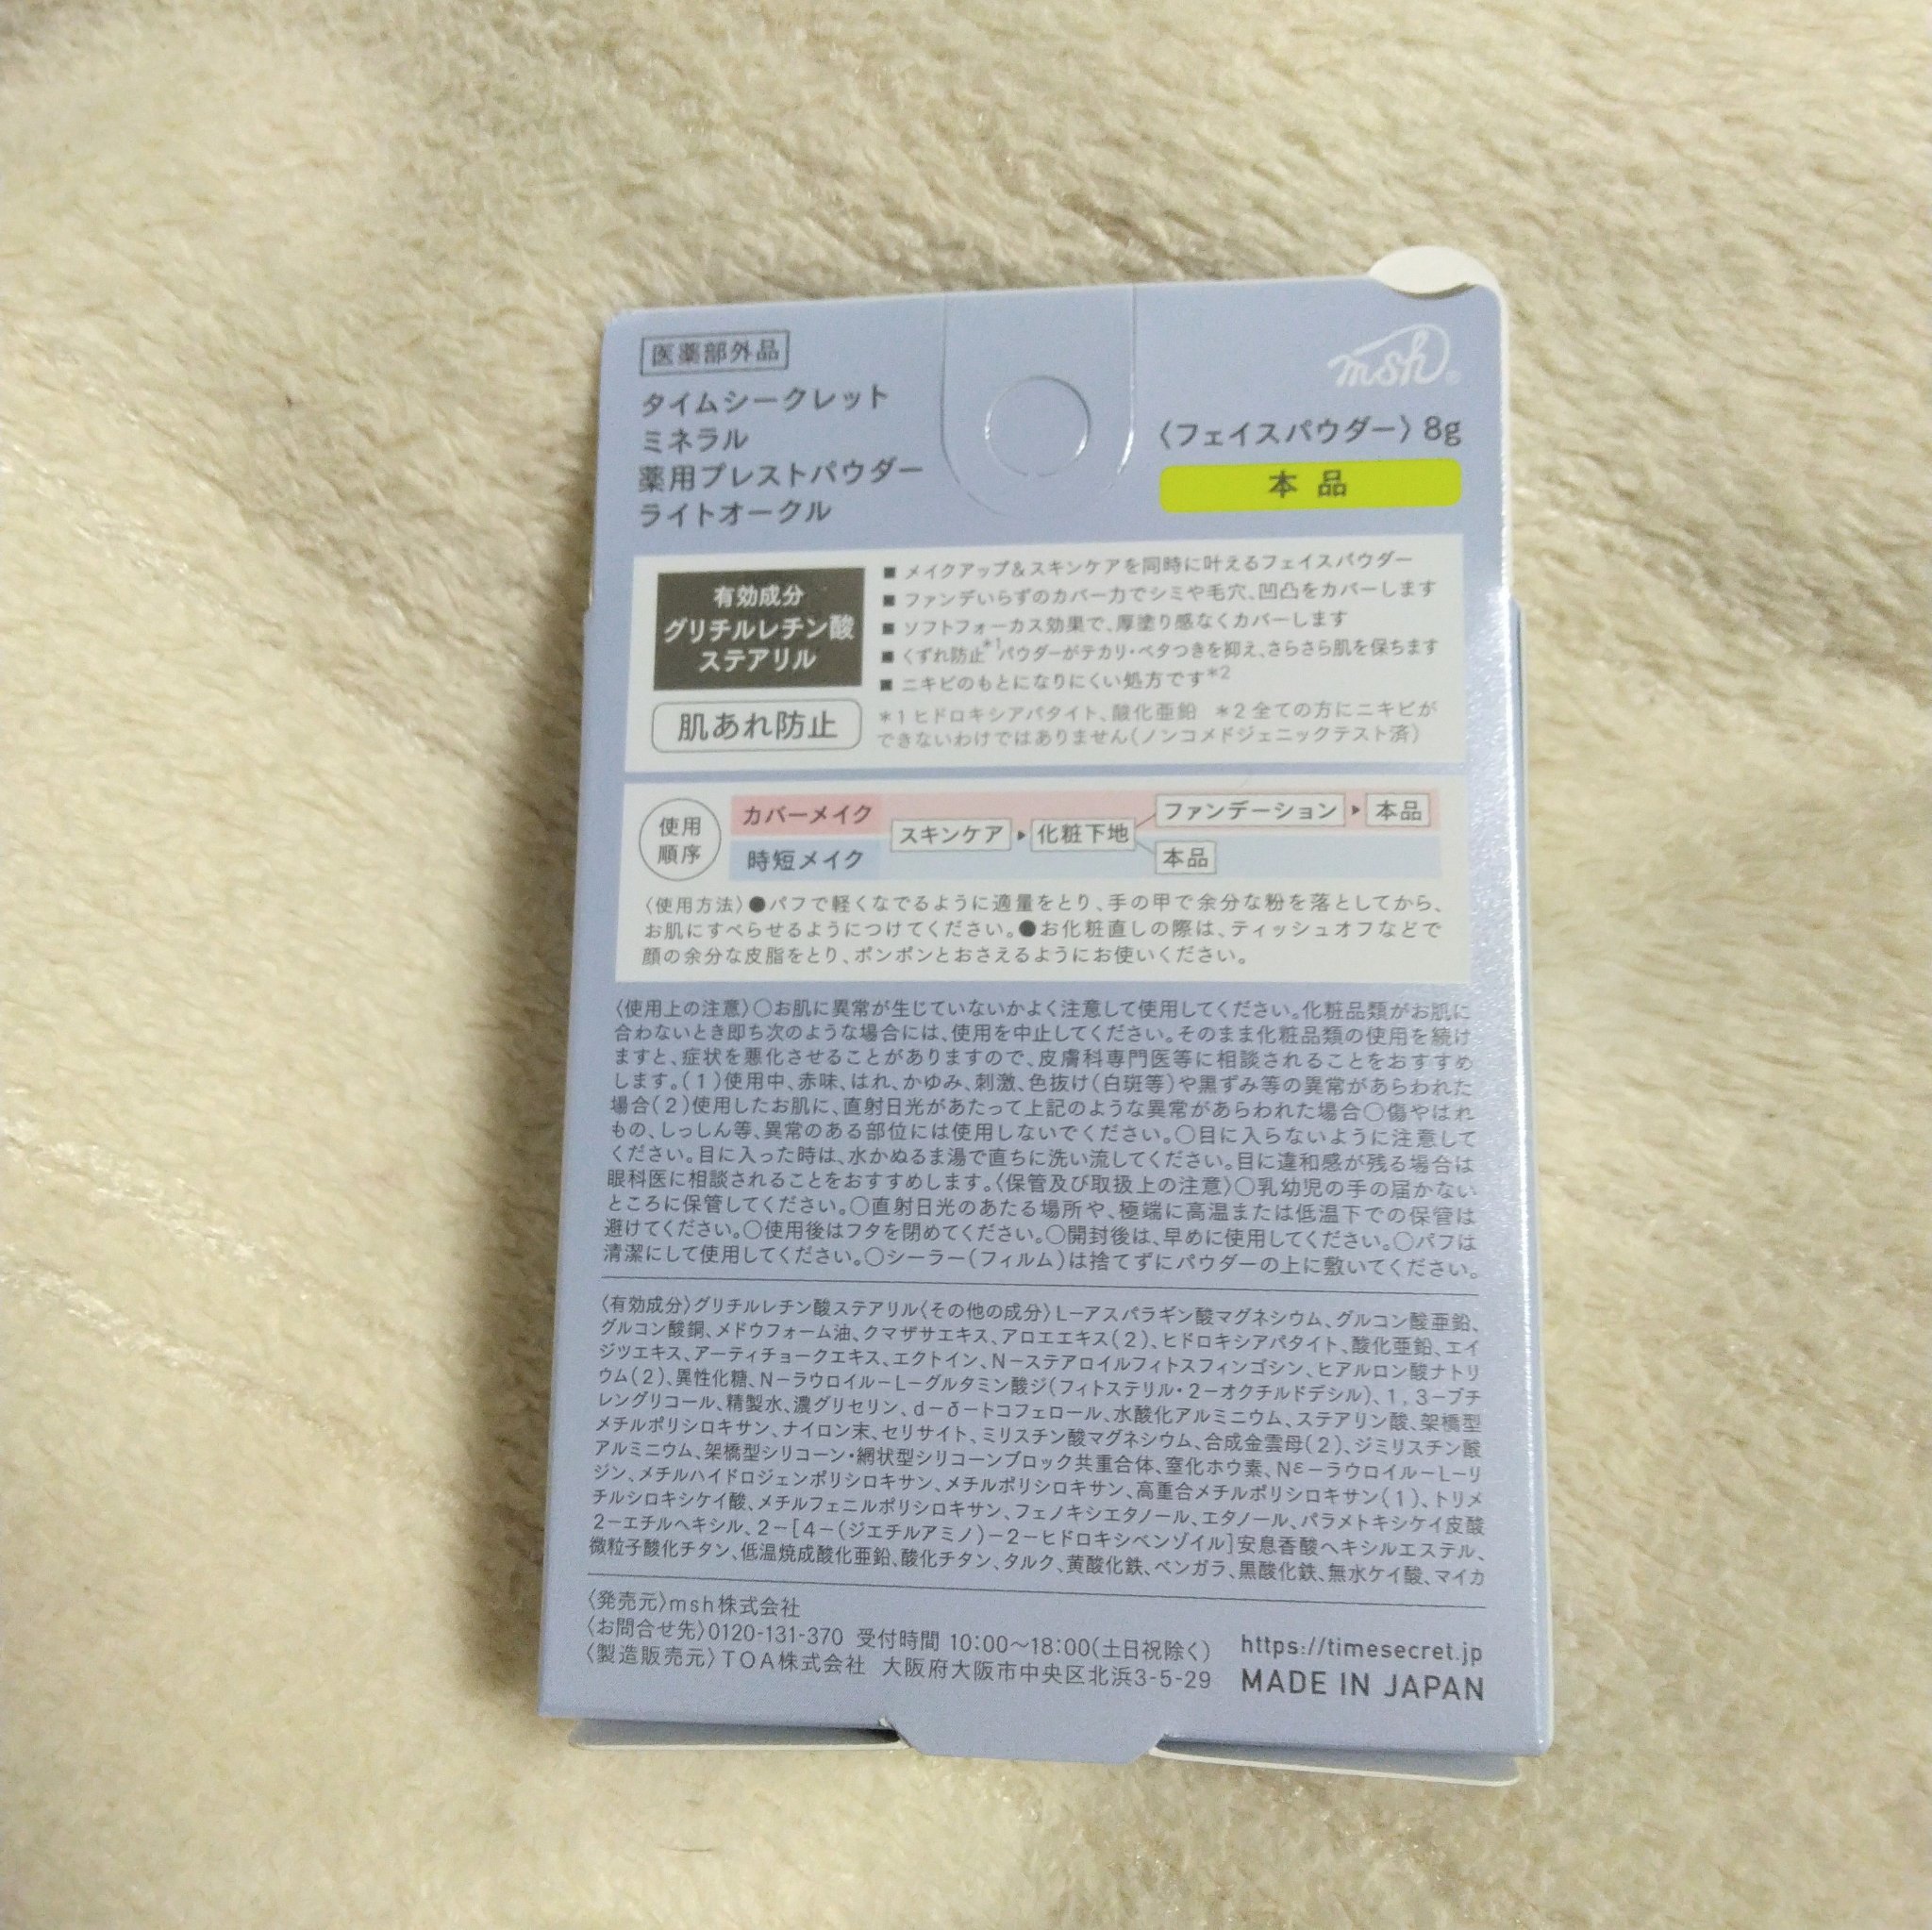 医薬部外品
タイムシークレット
ミネラル
薬用プレストパウダー
ライトオークル
msh®
〈フェイスパウダー〉8g
本品
有効成分
グリチルレチン酸
ステアリル
肌あれ防止
■ メイクアップ&スキンケアを同時に叶えるフェイスパウダー
■ ファンデいらずのカバー力でシミや毛穴、凹凸をカバーします
■ ソフトフォーカス効果で、厚塗り感なくカバーします
■ くずれ防止*1パウダーがテカリ・ベタつきを抑え、さらさら肌を保ちます
■ ニキビのもとになりにくい処方です*2
*1 ヒドロキシアパタイト、酸化亜鉛 *2 全ての方にニキビが
できないわけではありません(ノンコメドジェニックテスト済)
使用
順序
カバーメイク
時短メイク
スキンケア ▶ 化粧下地
ファンデーション ▶ 本品
本品
〈使用方法〉●パフで軽くなでるように適量をとり、手の甲で余分な粉を落としてから、
お肌にすべらせるようにつけてください。●お化粧直しの際は、ティッシュオフなどで
顔の余分な皮脂をとり、ポンポンとおさえるようにお使いください。
〈使用上の注意〉○お肌に異常が生じていないかよく注意して使用してください。化粧品類がお肌に
合わないとき即ち次のような場合には、使用を中止してください。そのまま化粧品類の使用を続け
ますと、症状を悪化させることがありますので、皮膚科専門医等に相談されることをおすすめ
します。(1)使用中、赤味、はれ、かゆみ、刺激、色抜け(白斑等)や黒ずみ等の異常があらわれた
場合(2)使用したお肌に、直射日光があたって上記のような異常があらわれた場合○傷やはれ
もの、しっしん等、異常のある部位には使用しないでください。○目に入らないように注意して
ください。目に入った時は、水かぬるま湯で直ちに洗い流してください。目に違和感が残る場合は
眼科医に相談されることをおすすめします。〈保管及び取扱上の注意〉○乳幼児の手の届かない
ところに保管してください。○直射日光のあたる場所や、極端に高温または低温下での保管は
避けてください。○使用後はフタを閉めてください。○開封後は、早めに使用してください。○パフは
清潔にして使用してください。○シーラー(フィルム)は捨てずにパウダーの上に敷いてください。
〈有効成分〉グリチルレチン酸ステアリル〈その他の成分〉L−アスパラギン酸マグネシウム、グルコン酸亜鉛、
グルコン酸銅、メドウフォーム油、クマザサエキス、アロエエキス(2)、ヒドロキシアパタイト、酸化亜鉛、エイ
ジツエキス、アーティチョークエキス、エクトイン、N−ステアロイルフィトスフィンゴシン、ヒアルロン酸ナトリ
ウム(2)、異性化糖、N−ラウロイル−L−グルタミン酸ジ(フィトステリル・2−オクチルドデシル)、1,3−ブチ
レングリコール、精製水、濃グリセリン、d−δ−トコフェロール、水酸化アルミニウム、ステアリン酸、架橋型
メチルポリシロキサン、ナイロン末、セリサイト、ミリスチン酸マグネシウム、合成金雲母(2)、ジミリスチン酸
アルミニウム、架橋型シリコーン・網状型シリコーンブロック共重合体、窒化ホウ素、Nε−ラウロイル−L−リ
ジン、メチルハイドロジェンポリシロキサン、メチルポリシロキサン、高重合メチルポリシロキサン(1)、トリメ
チルシロキシケイ酸、メチルフェニルポリシロキサン、フェノキシエタノール、エタノール、パラメトキシケイ皮酸
2−エチルヘキシル、2−[4−(ジエチルアミノ)−2−ヒドロキシベンゾイル]安息香酸ヘキシルエステル、
微粒子酸化チタン、低温焼成酸化亜鉛、酸化チタン、タルク、黄酸化鉄、ベンガラ、黒酸化鉄、無水ケイ酸、マイカ
〈発売元〉msh株式会社
〈お問合せ先〉0120-131-370 受付時間 10:00〜18:00(土日祝除く)
〈製造販売元〉TOA株式会社 大阪府大阪市中央区北浜3-5-29
https://timesecret.jp
MADE IN JAPAN